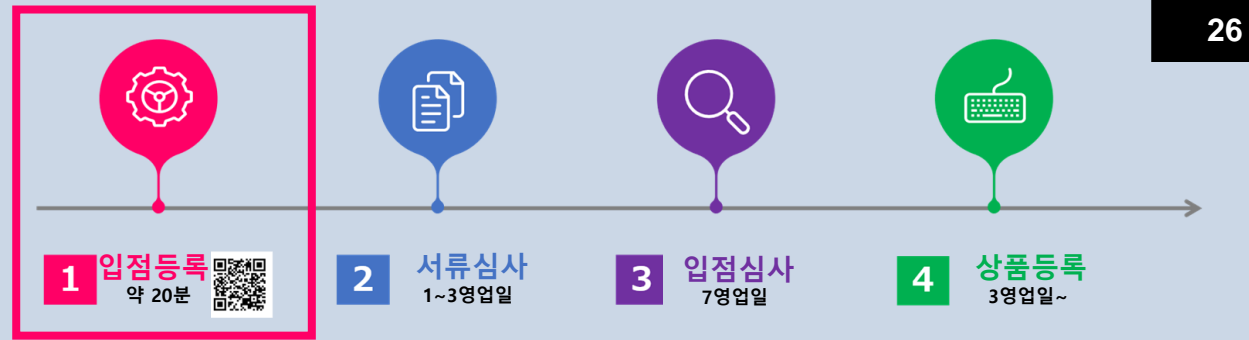 26
1 입점등록
약 20분
2 서류심사
1~3영업일
3 입점심사
7영업일
4 상품등록
3영업일~